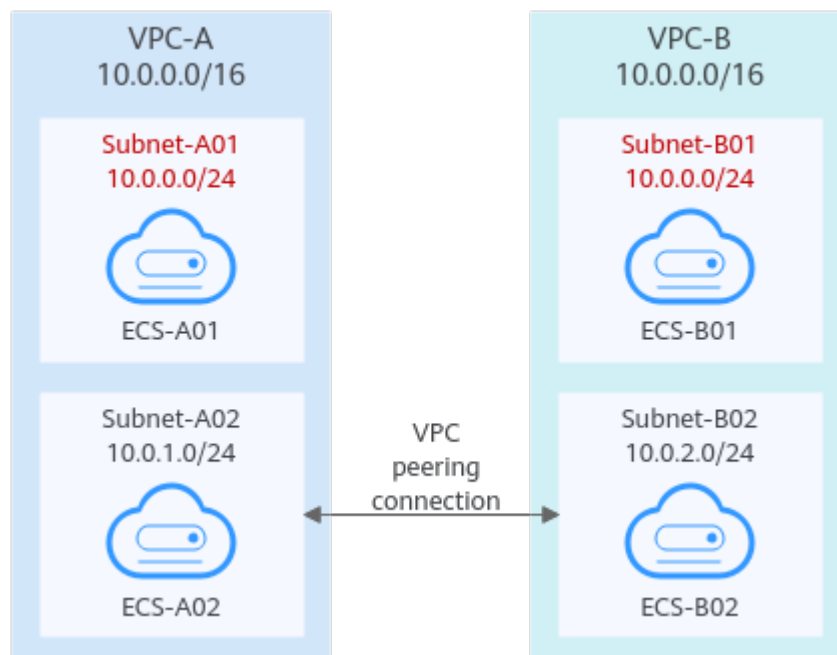 VPC-A
10.0.0.0/16
Subnet-A01
10.0.0.0/24
ECS-A01
Subnet-A02
10.0.1.0/24
ECS-A02
VPC
peering
connection
VPC-B
10.0.0.0/16
Subnet-B01
10.0.0.0/24
ECS-B01
Subnet-B02
10.0.2.0/24
ECS-B02